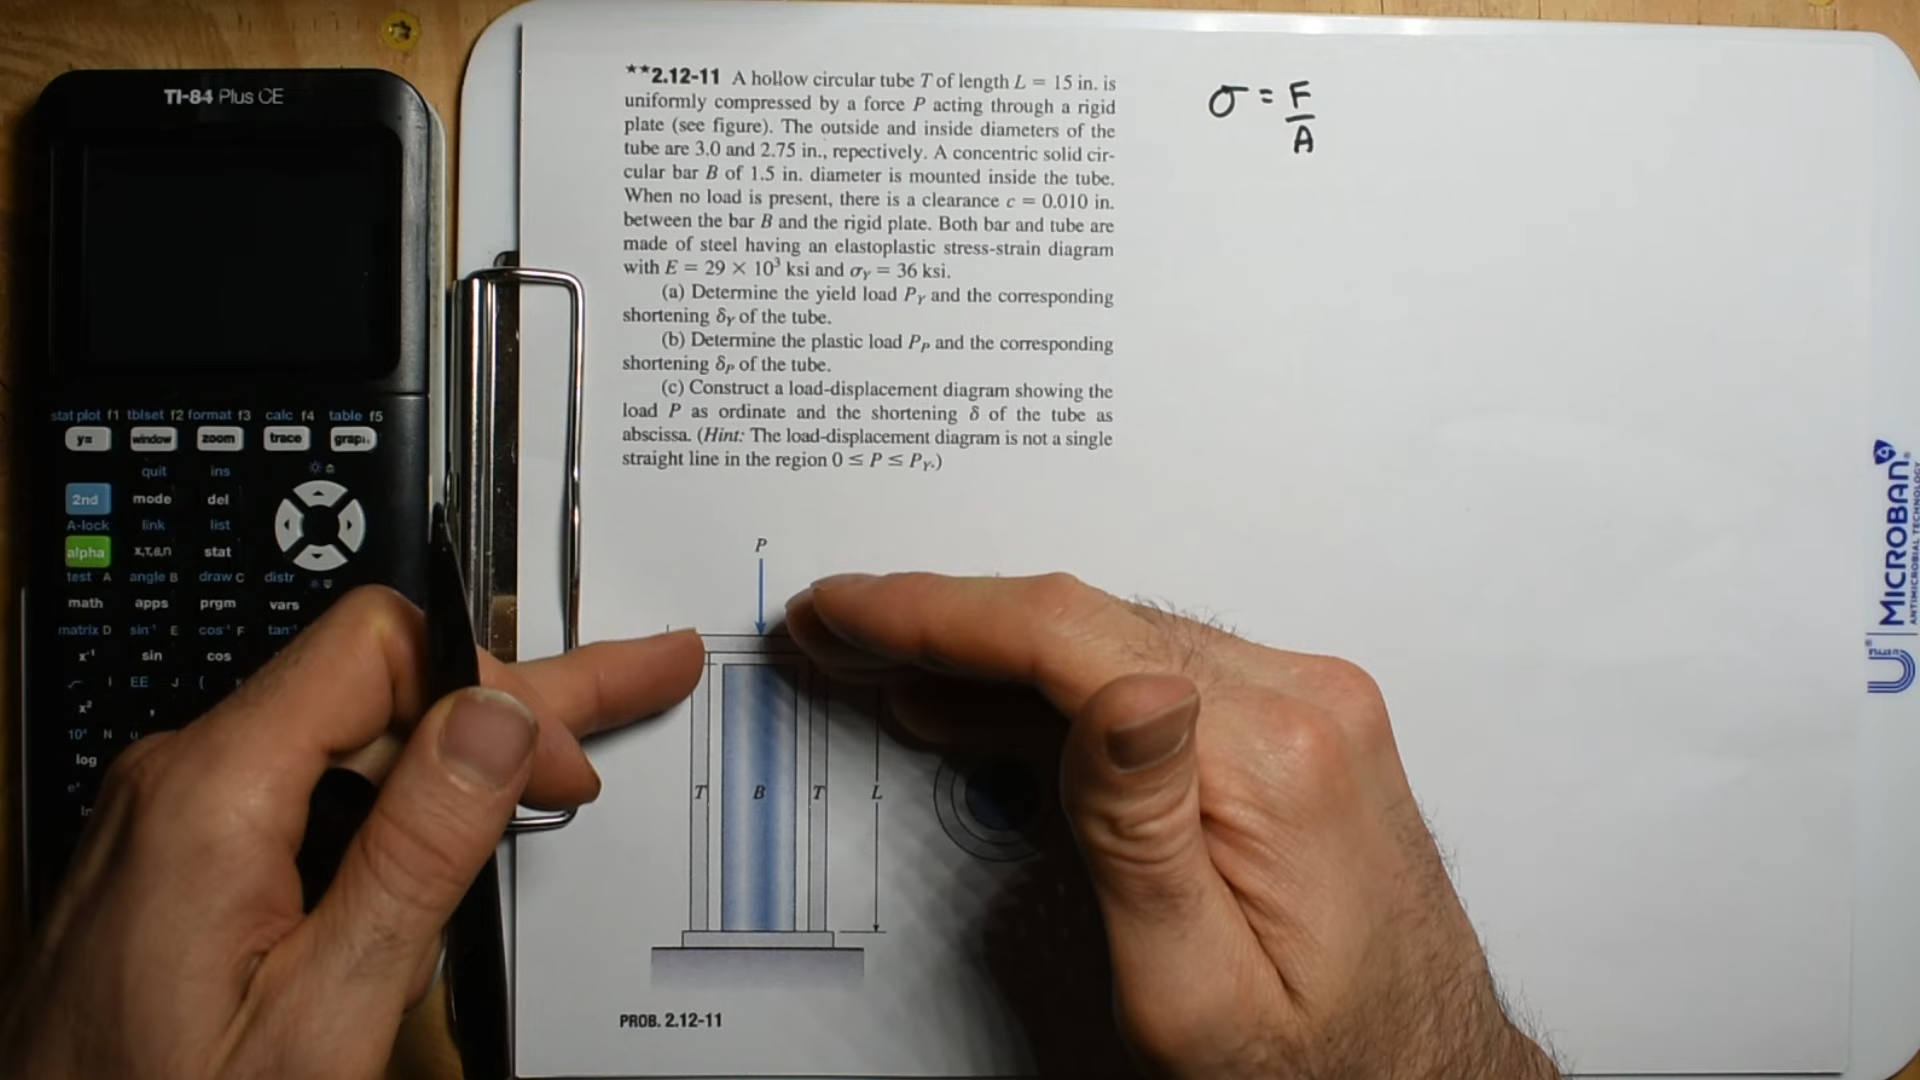 TI-84 Plus CE
stat plot f1 tblset f2 format f3 calc f4 table f5
y= window zoom trace
quit ins
2nd mode del
A-lock link list
alpha X,T,θ,n stat
test A angle B draw C distr
math apps prgm vars
matrix D sin⁻¹ E cos⁻¹ F
x⁻¹ sin cos
I EE J (
x² ,
10ˣ N
log
**2.12-11 A hollow circular tube T of length L = 15 in. is
uniformly compressed by a force P acting through a rigid
plate (see figure). The outside and inside diameters of the
tube are 3.0 and 2.75 in., repectively. A concentric solid cir-
cular bar B of 1.5 in. diameter is mounted inside the tube.
When no load is present, there is a clearance c = 0.010 in.
between the bar B and the rigid plate. Both bar and tube are
made of steel having an elastoplastic stress-strain diagram
with E = 29 × 10³ ksi and σY = 36 ksi.
(a) Determine the yield load PY and the corresponding
shortening δY of the tube.
(b) Determine the plastic load PP and the corresponding
shortening δP of the tube.
(c) Construct a load-displacement diagram showing the
load P as ordinate and the shortening δ of the tube as
abscissa. (Hint: The load-displacement diagram is not a single
straight line in the region 0 ≤ P ≤ PY.)
P
T B T L
PROB. 2.12-11
σ = F
A
MICROBAN®
ANTIMICROBIAL TECHNOLOGY